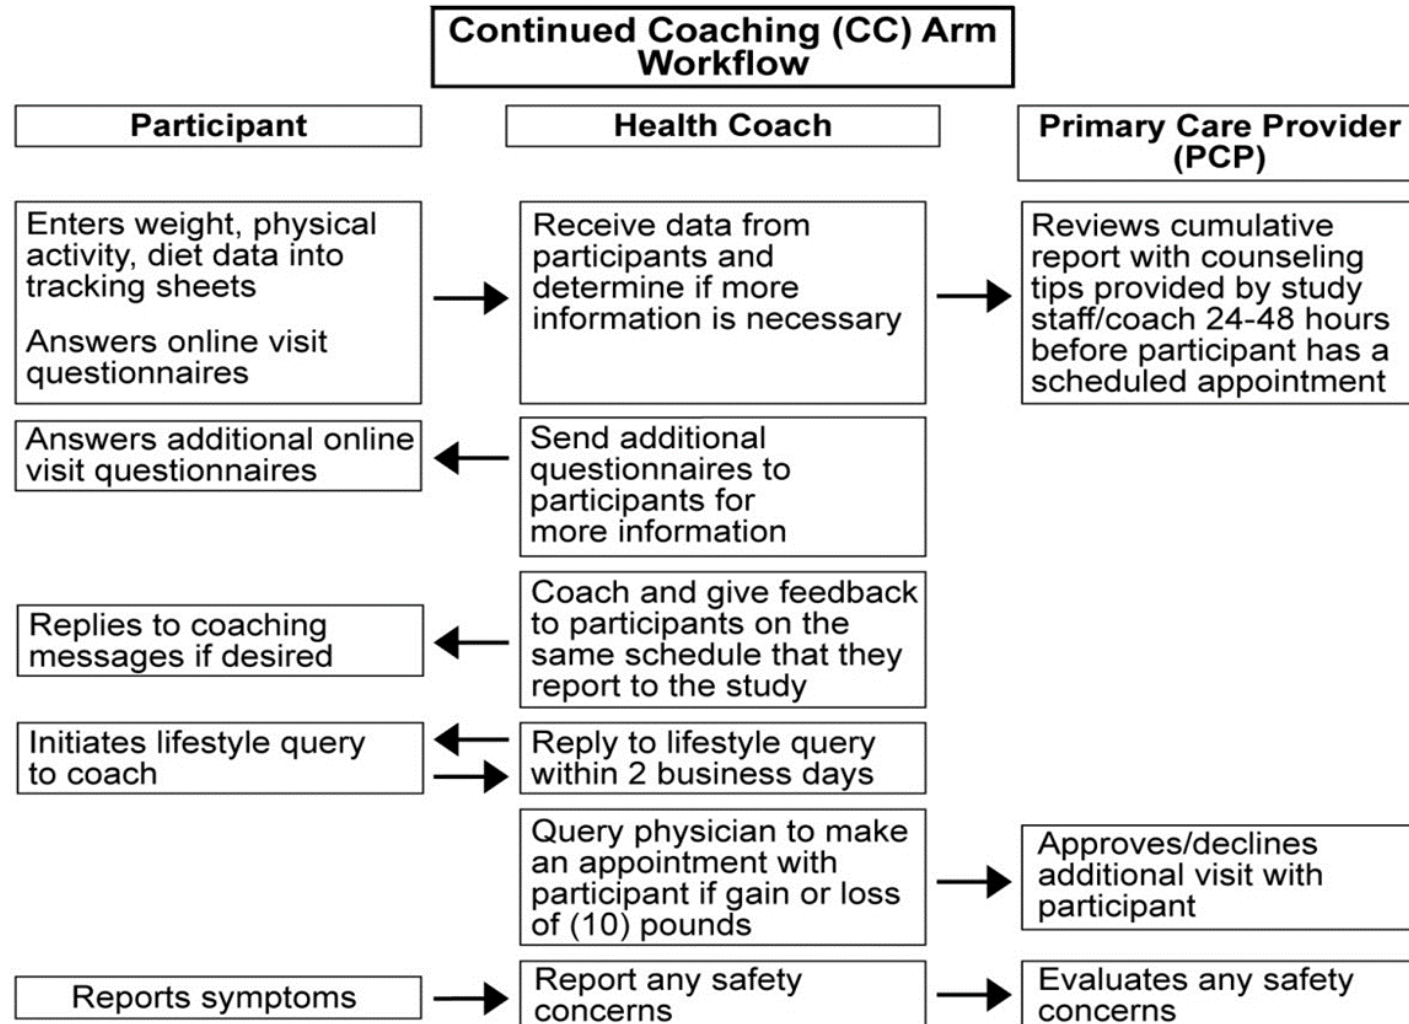 Continued Coaching (CC) Arm
Workflow
Participant
Health Coach
Primary Care Provider
(PCP)
Enters weight, physical
activity, diet data into
tracking sheets
Answers online visit
questionnaires
Receive data from
participants and
determine if more
information is necessary
Reviews cumulative
report with counseling
tips provided by study
staff/coach 24-48 hours
before participant has a
scheduled appointment
Answers additional online
visit questionnaires
Send additional
questionnaires to
participants for
more information
Replies to coaching
messages if desired
Coach and give feedback
to participants on the
same schedule that they
report to the study
Initiates lifestyle query
to coach
Reply to lifestyle query
within 2 business days
Query physician to make
an appointment with
participant if gain or loss
of (10) pounds
Approves/declines
additional visit with
participant
Reports symptoms
Report any safety
concerns
Evaluates any safety
concerns